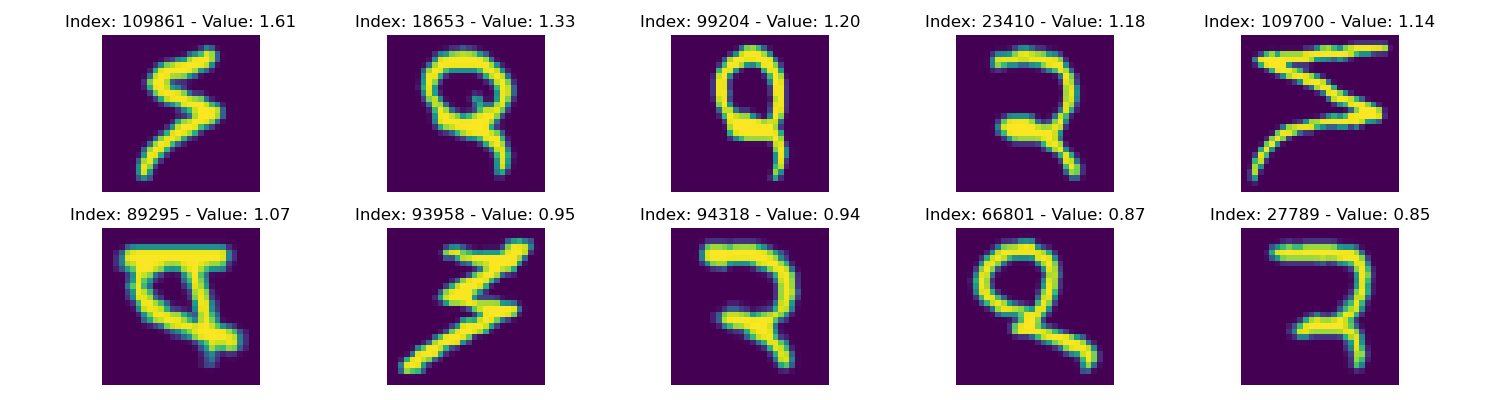 Index: 109861 - Value: 1.61 Index: 18653 - Value: 1.33 Index: 99204 - Value: 1.20 Index: 23410 - Value: 1.18 Index: 109700 - Value: 1.14
Index: 89295 - Value: 1.07 Index: 93958 - Value: 0.95 Index: 94318 - Value: 0.94 Index: 66801 - Value: 0.87 Index: 27789 - Value: 0.85